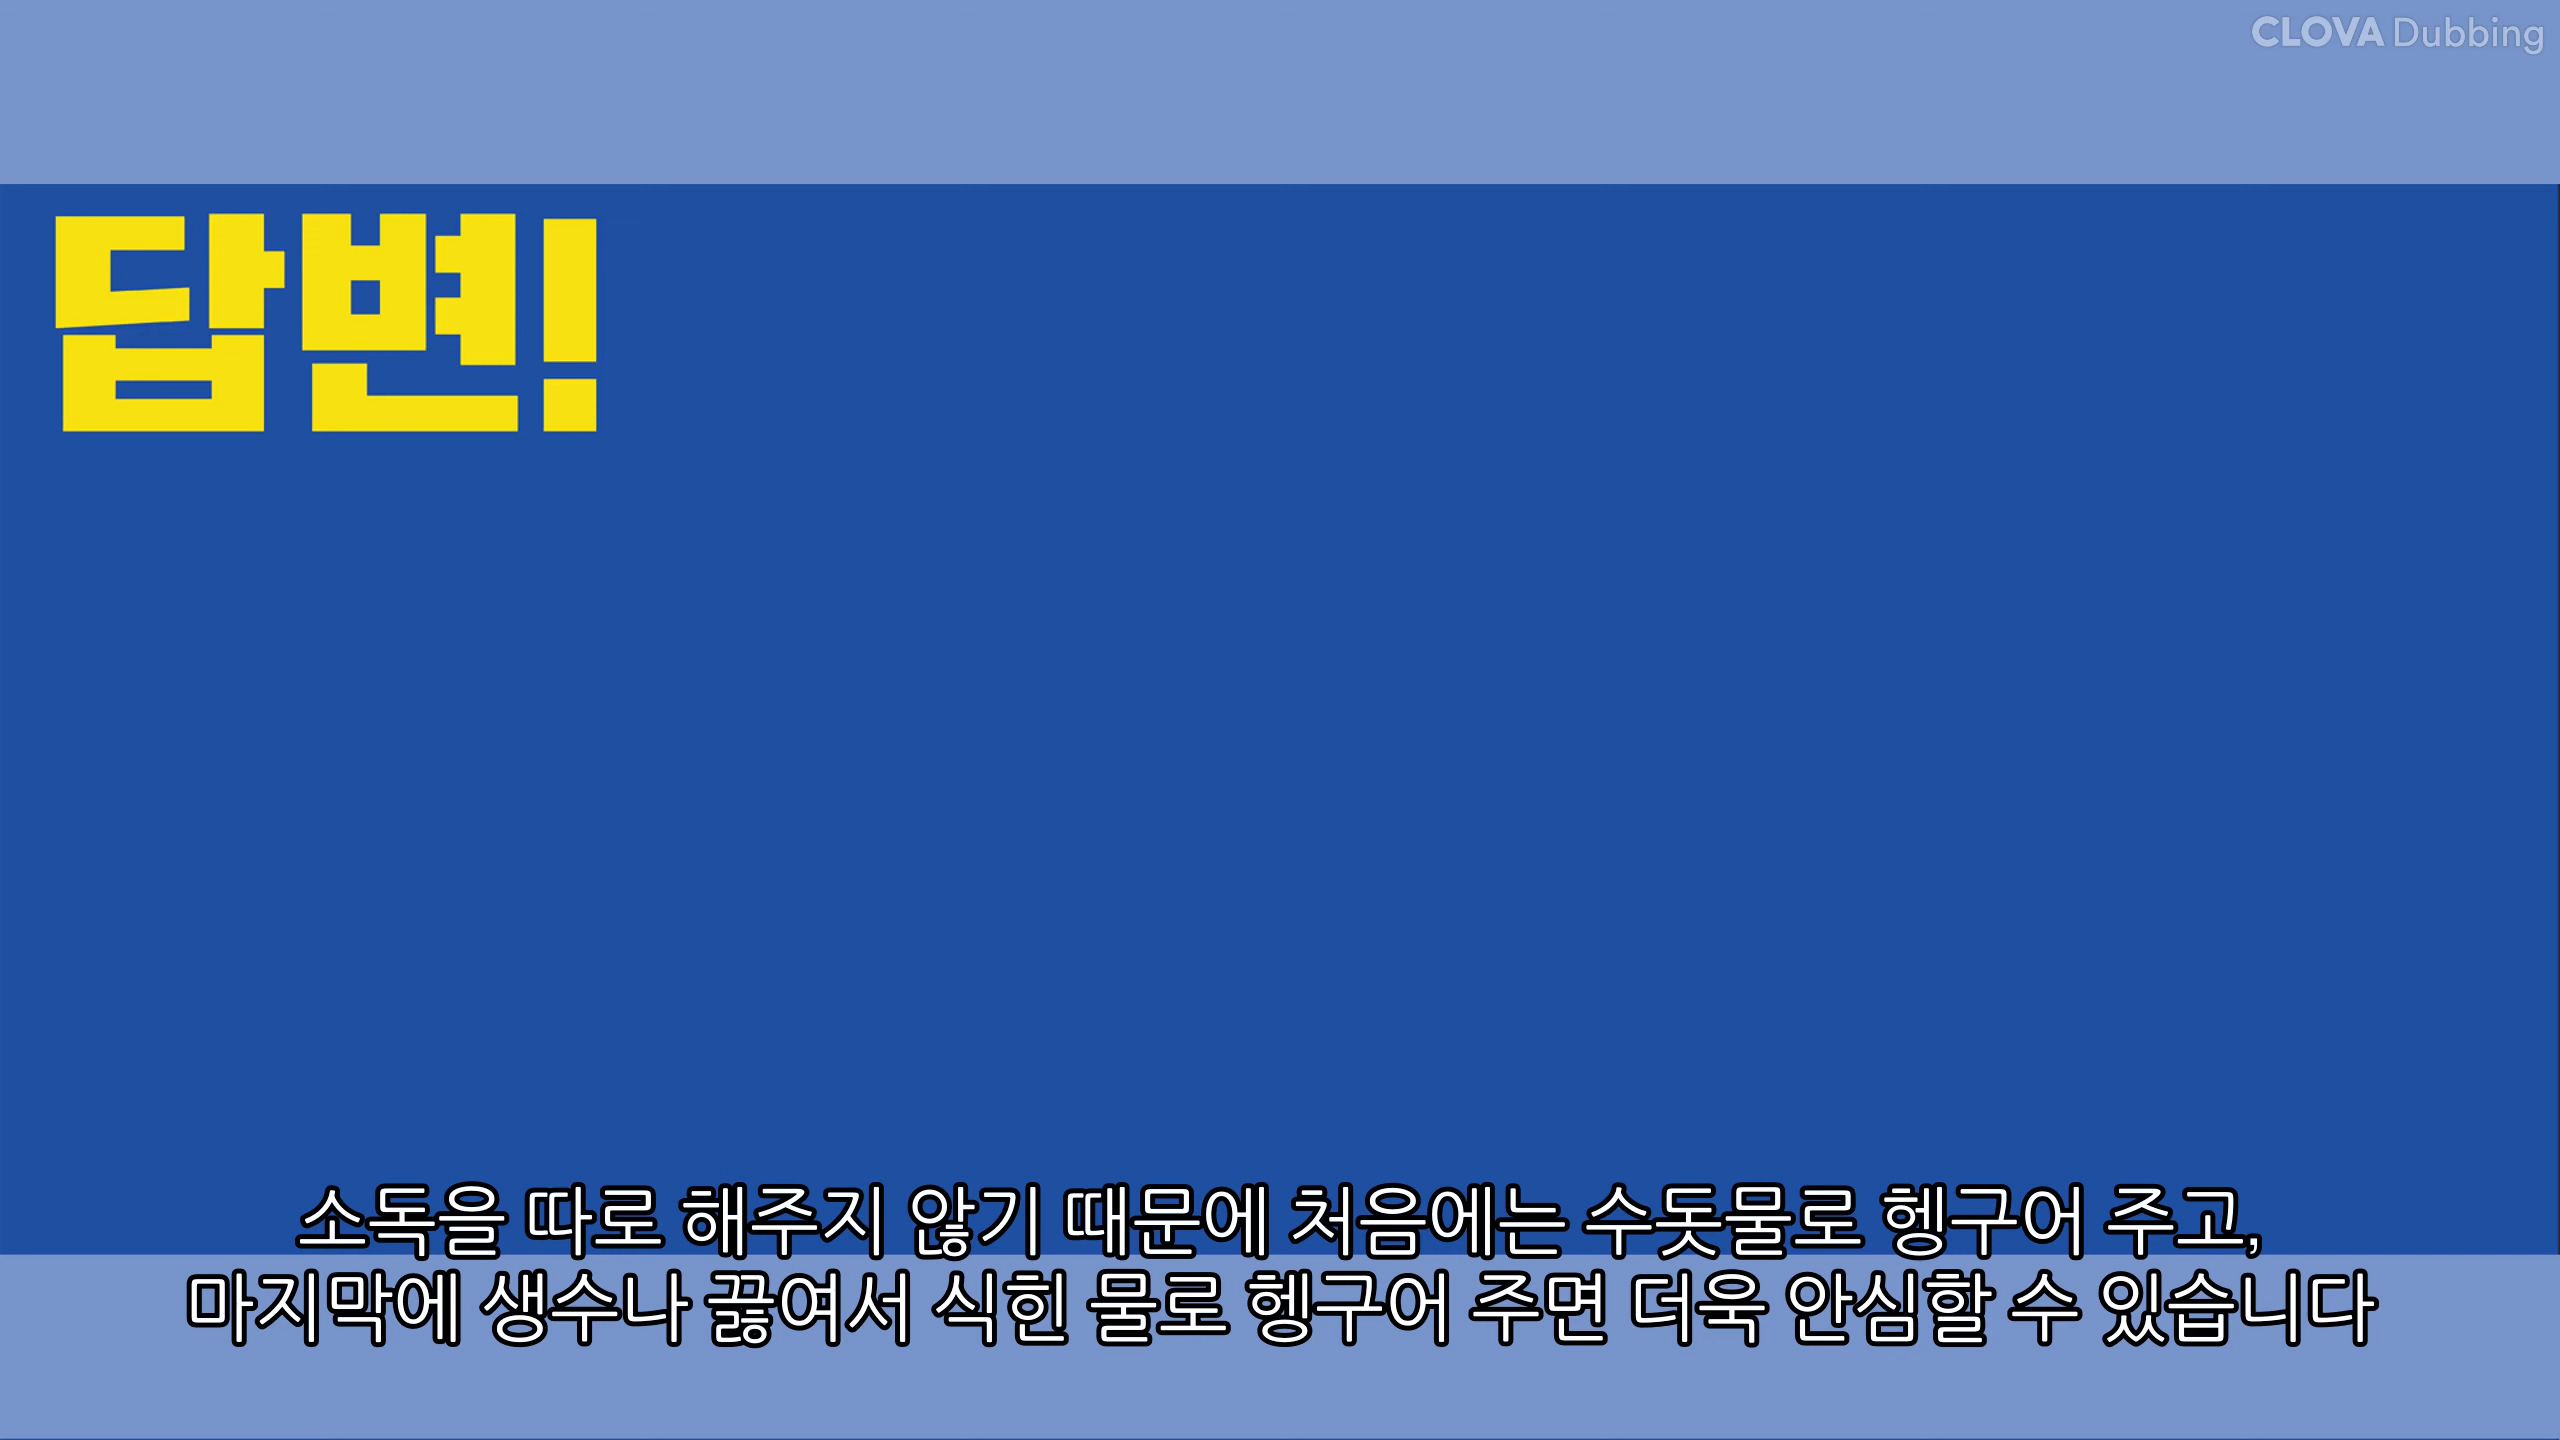 CLOVA Dubbing
답변!
소독을 따로 해주지 않기 때문에 처음에는 수돗물로 헹구어 주고,
마지막에 생수나 끓여서 식힌 물로 헹구어 주면 더욱 안심할 수 있습니다